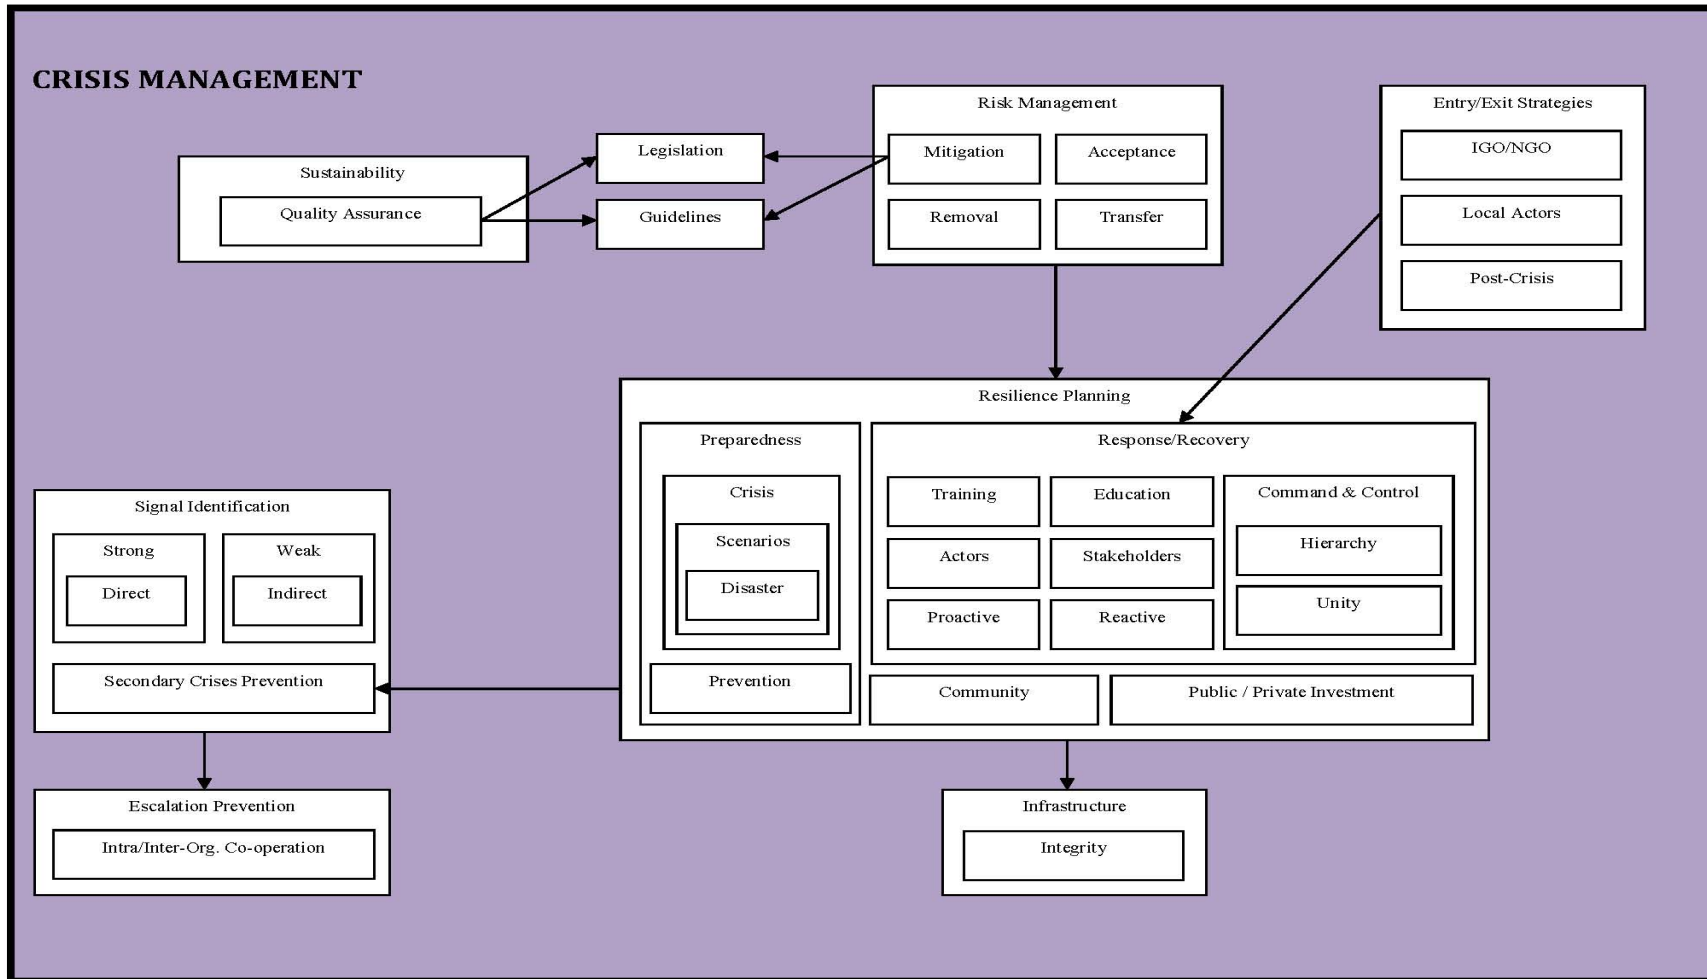 CRISIS MANAGEMENT
Sustainability
Quality Assurance
Legislation
Guidelines
Risk Management
Mitigation
Acceptance
Removal
Transfer
Entry/Exit Strategies
IGO/NGO
Local Actors
Post-Crisis
Resilience Planning
Preparedness
Crisis
Scenarios
Disaster
Prevention
Response/Recovery
Training
Education
Actors
Stakeholders
Proactive
Reactive
Command & Control
Hierarchy
Unity
Community
Public / Private Investment
Signal Identification
Strong
Direct
Weak
Indirect
Secondary Crises Prevention
Escalation Prevention
Intra/Inter-Org. Co-operation
Infrastructure
Integrity